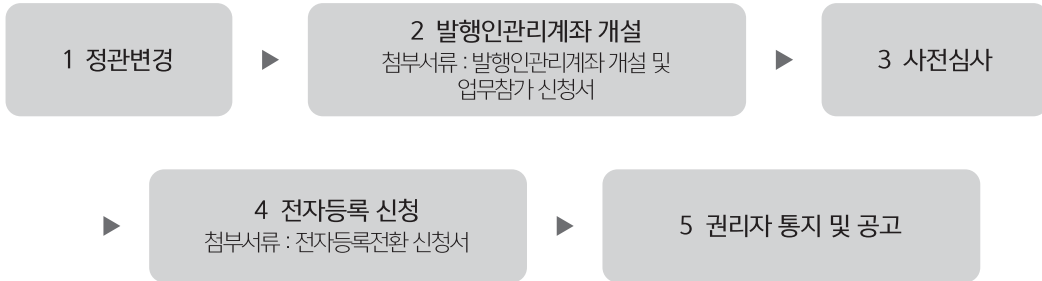 1 정관변경
2 발행인관리계좌 개설
첨부서류 : 발행인관리계좌 개설 및
업무참가 신청서
3 사전심사
4 전자등록 신청
첨부서류 : 전자등록전환 신청서
5 권리자 통지 및 공고